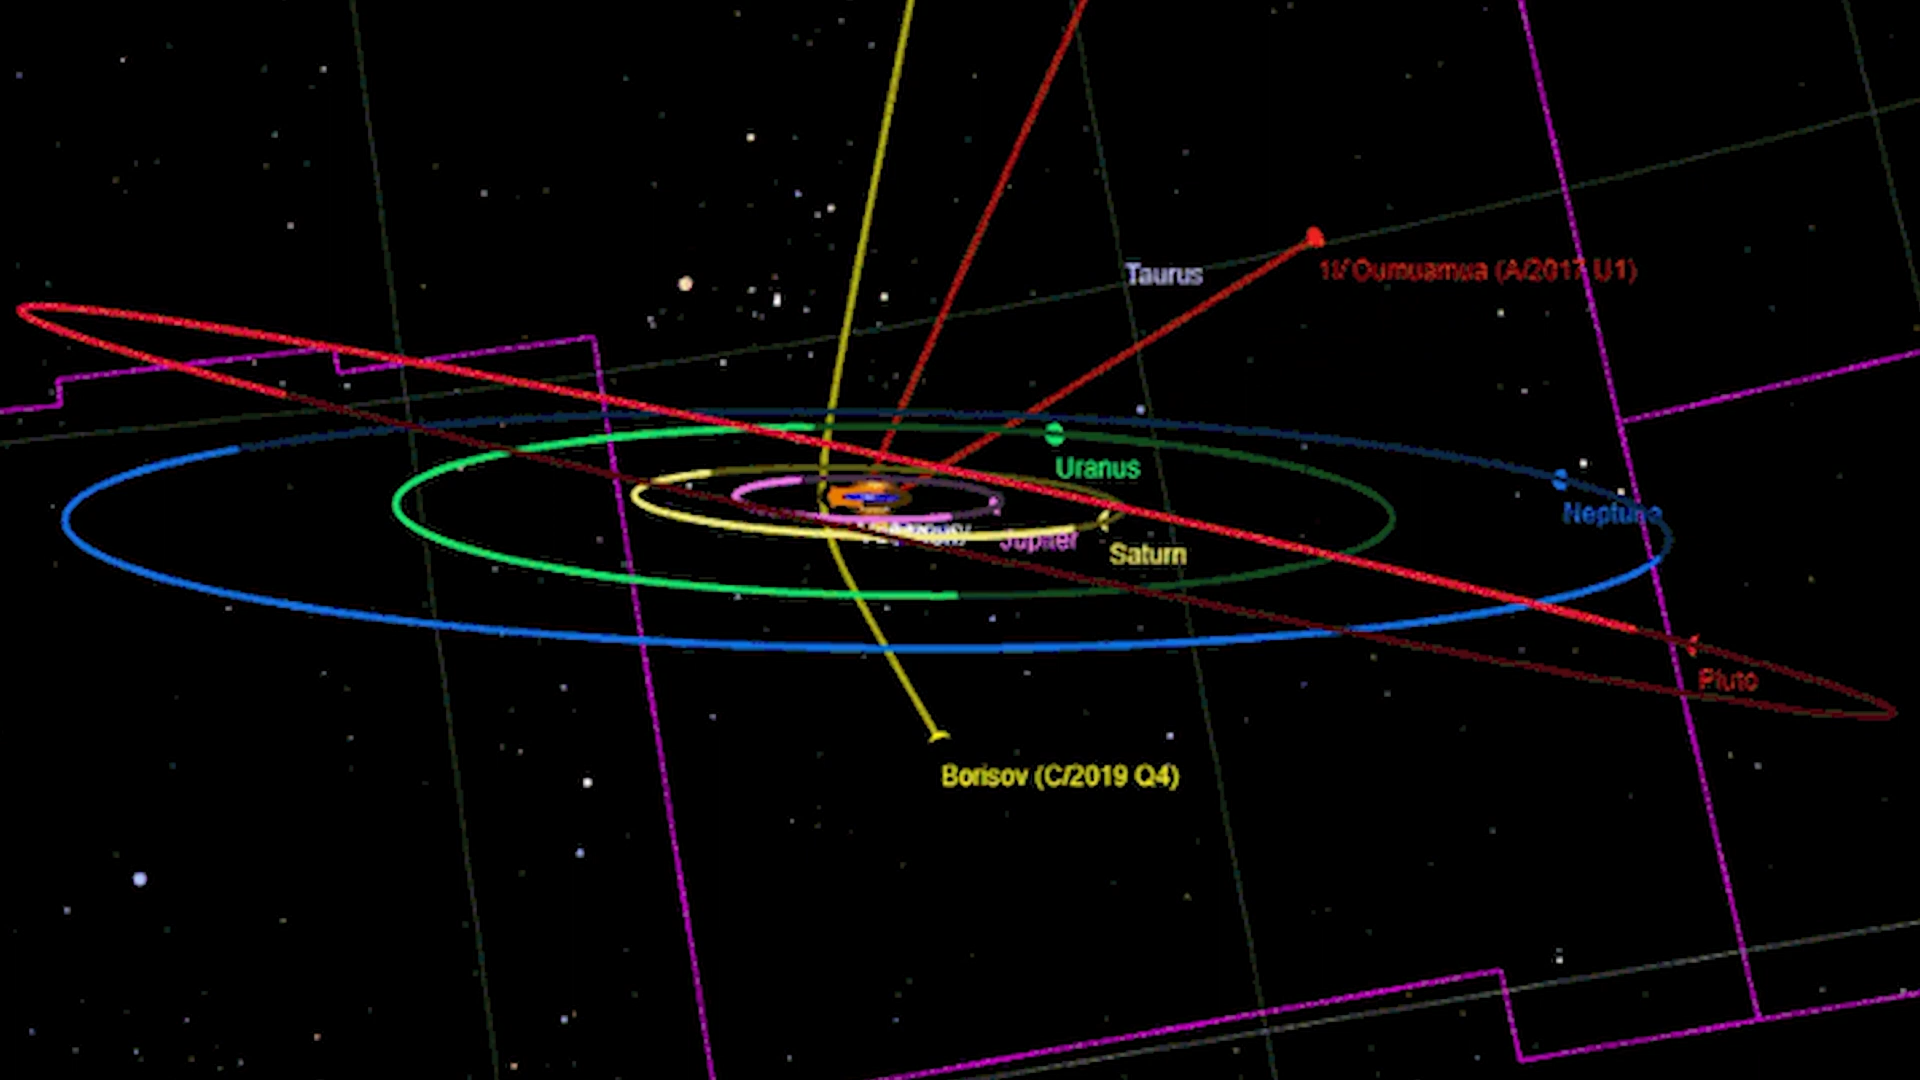 Taurus
1I/ Oumuamua (A/2017 U1)
Uranus
Neptune
Jupiter
Saturn
Pluto
Borisov (C/2019 Q4)